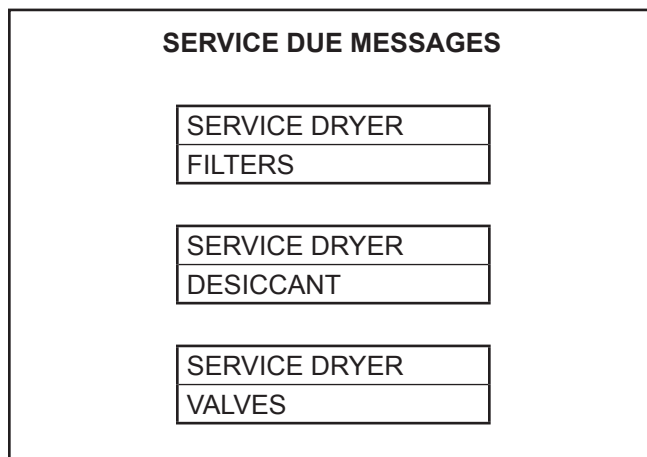 SERVICE DUE MESSAGES
SERVICE DRYER
FILTERS
SERVICE DRYER
DESICCANT
SERVICE DRYER
VALVES